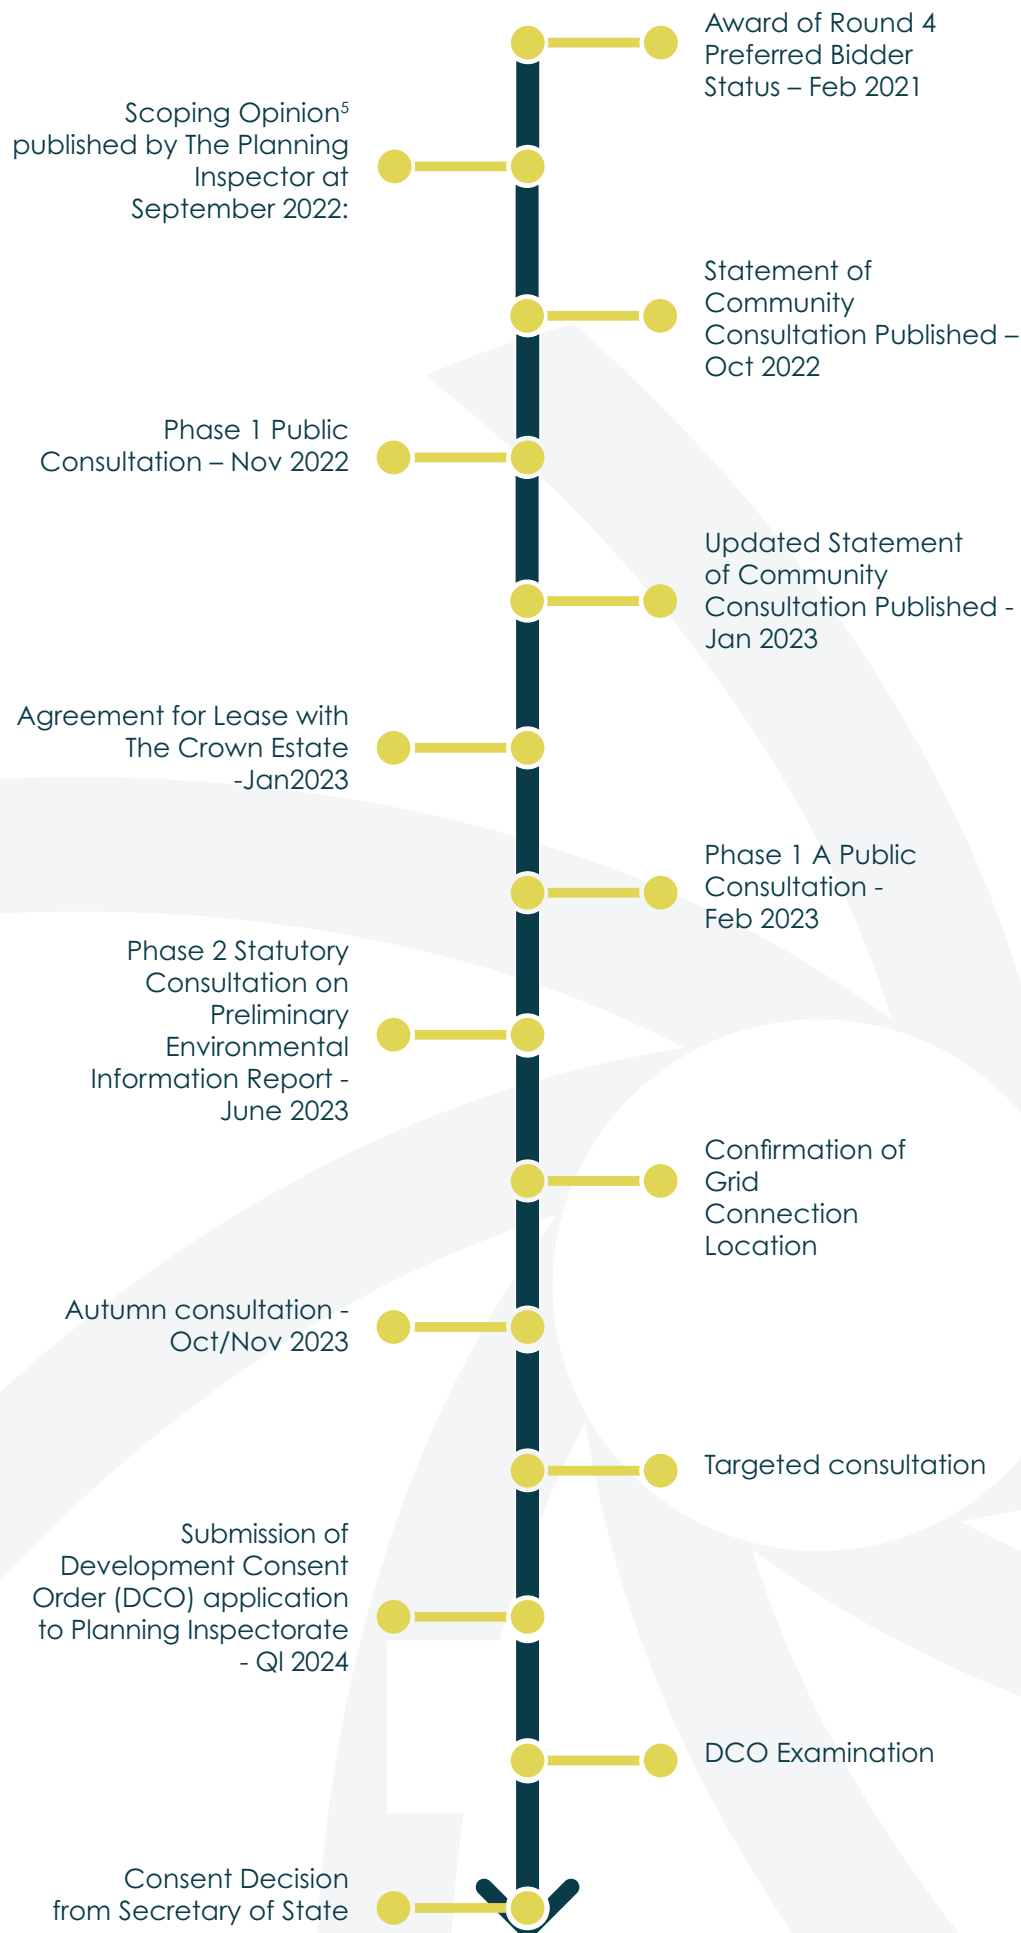 Award of Round 4
Preferred Bidder
Status – Feb 2021
Scoping Opinion⁵
published by The Planning
Inspector at
September 2022:
Statement of
Community
Consultation Published –
Oct 2022
Phase 1 Public
Consultation – Nov 2022
Updated Statement
of Community
Consultation Published -
Jan 2023
Agreement for Lease with
The Crown Estate
-Jan2023
Phase 1 A Public
Consultation -
Feb 2023
Phase 2 Statutory
Consultation on
Preliminary
Environmental
Information Report -
June 2023
Confirmation of
Grid
Connection
Location
Autumn consultation -
Oct/Nov 2023
Targeted consultation
Submission of
Development Consent
Order (DCO) application
to Planning Inspectorate
- QI 2024
DCO Examination
Consent Decision
from Secretary of State